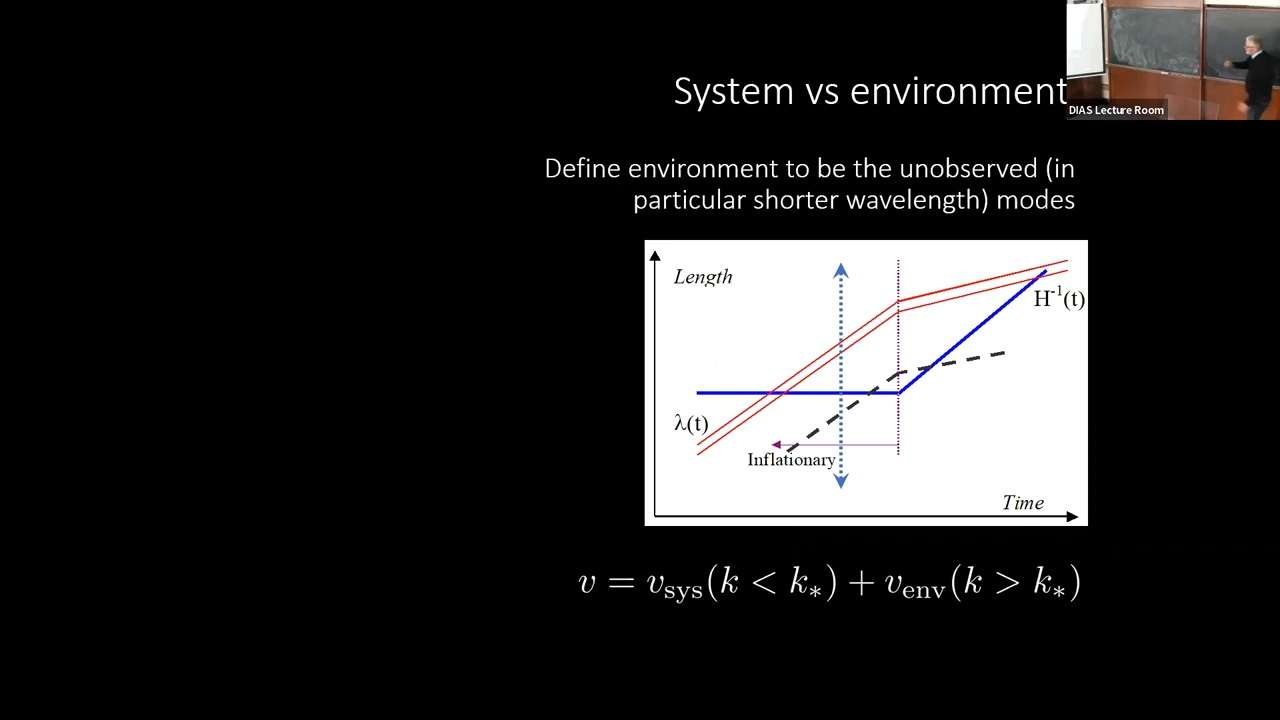 System vs environment
DIAS Lecture Room
Define environment to be the unobserved (in
particular shorter wavelength) modes
Length
H⁻¹(t)
λ(t)
Inflationary
Time
v = v_sys(k < k_*) + v_env(k > k_*)